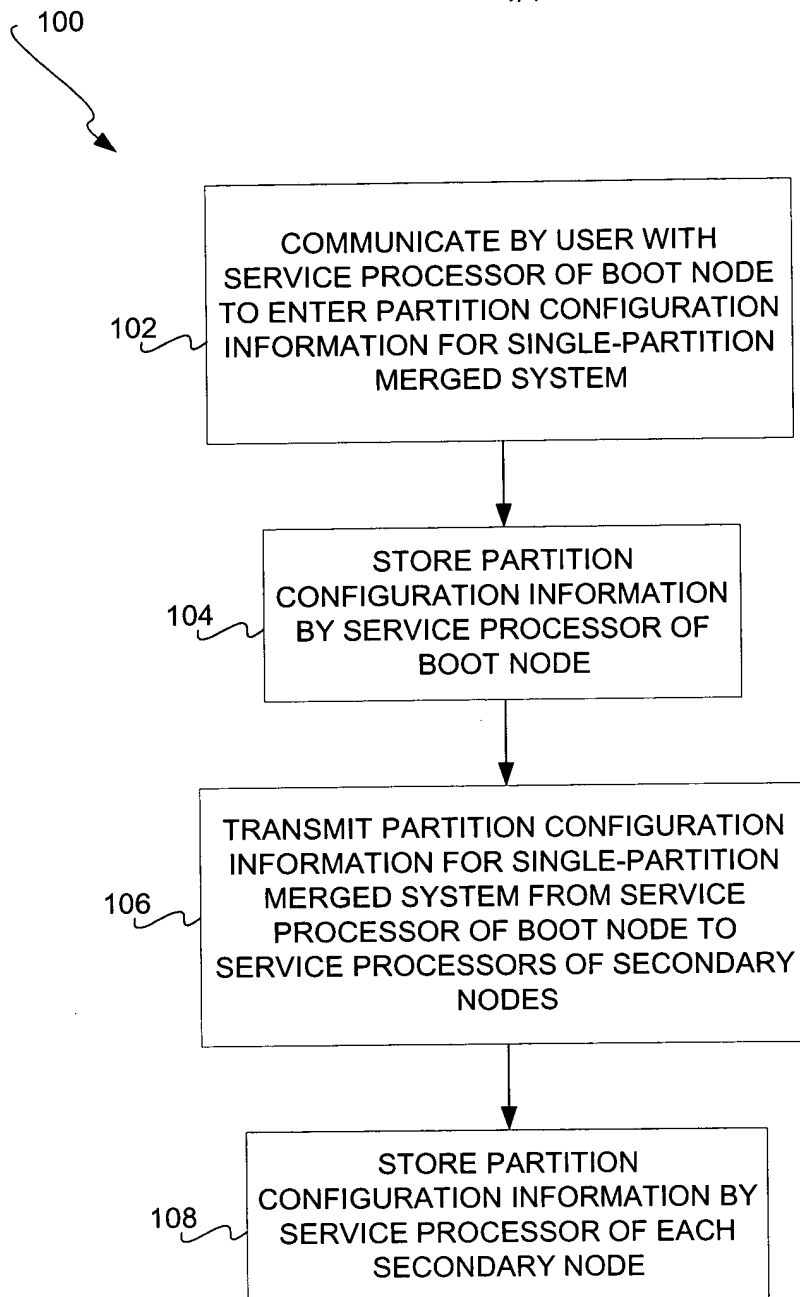 100
COMMUNICATE BY USER WITH
SERVICE PROCESSOR OF BOOT NODE
TO ENTER PARTITION CONFIGURATION
INFORMATION FOR SINGLE-PARTITION
MERGED SYSTEM
102
STORE PARTITION
CONFIGURATION INFORMATION
BY SERVICE PROCESSOR OF
BOOT NODE
104
TRANSMIT PARTITION CONFIGURATION
INFORMATION FOR SINGLE-PARTITION
MERGED SYSTEM FROM SERVICE
PROCESSOR OF BOOT NODE TO
SERVICE PROCESSORS OF SECONDARY
NODES
106
STORE PARTITION
CONFIGURATION INFORMATION BY
SERVICE PROCESSOR OF EACH
SECONDARY NODE
108